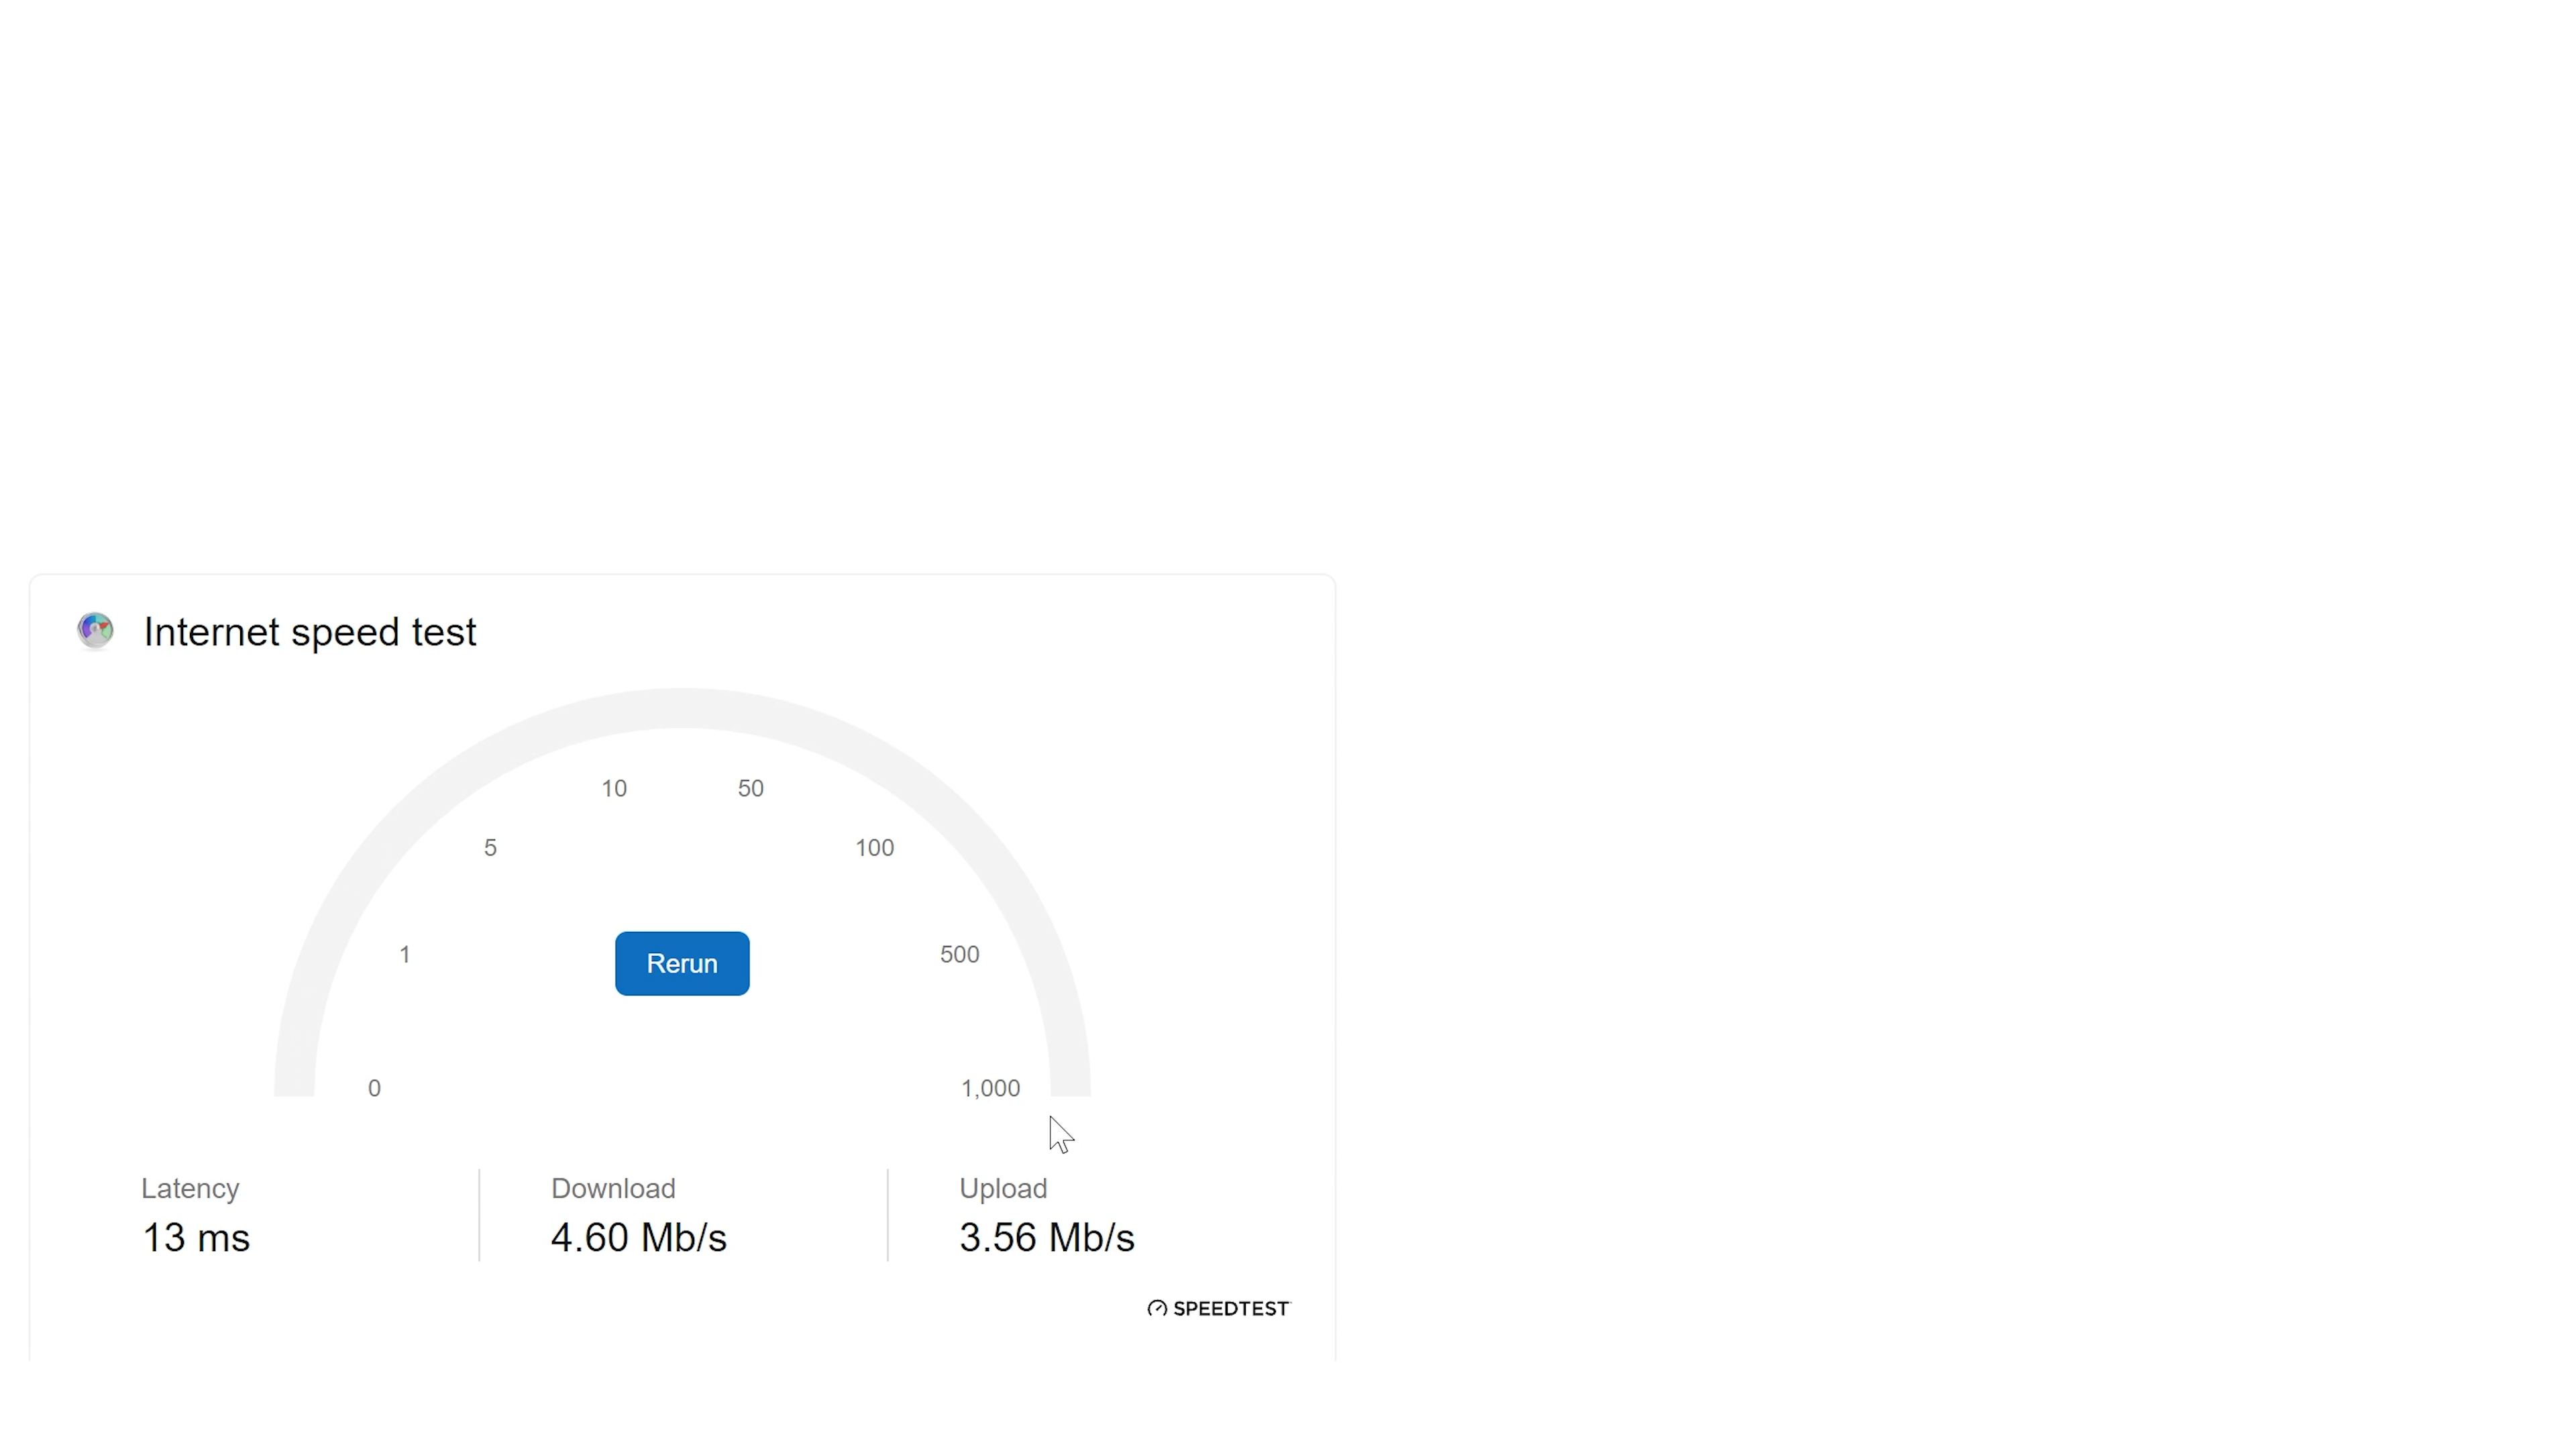 Internet speed test
10 50
5 100
1 500
Rerun
0 1,000
Latency Download Upload
13 ms 4.60 Mb/s 3.56 Mb/s
SPEEDTEST